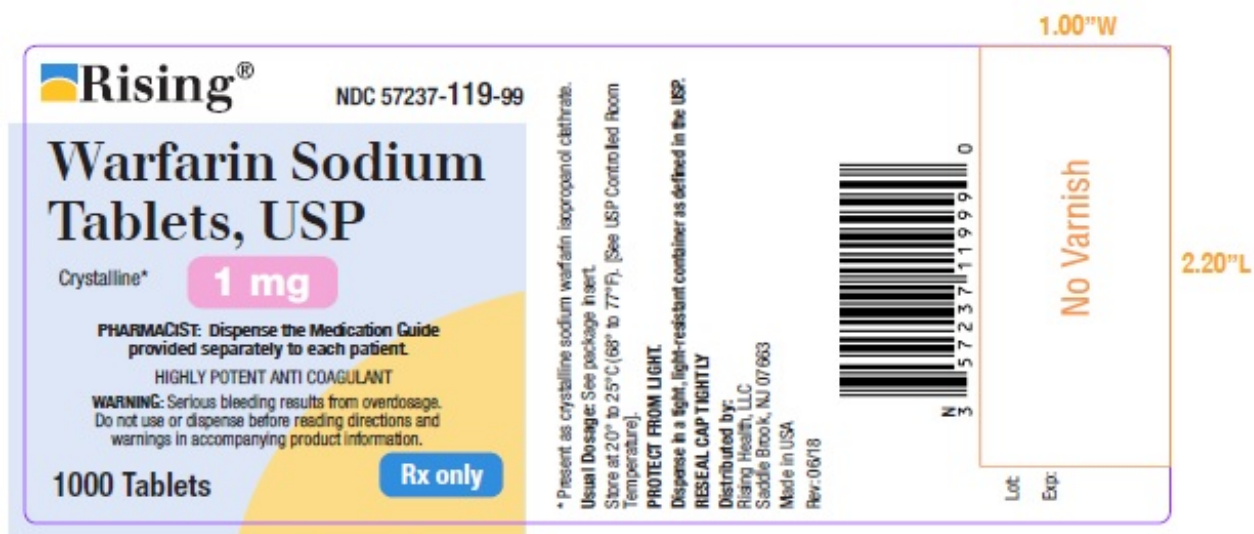 Rising®
NDC 57237-119-99
Warfarin Sodium
Tablets, USP
Crystalline*
1 mg
PHARMACIST: Dispense the Medication Guide
provided separately to each patient.
HIGHLY POTENT ANTI COAGULANT
WARNING: Serious bleeding results from overdosage.
Do not use or dispense before reading directions and
warnings in accompanying product information.
1000 Tablets
Rx only
* Present as crystalline sodium warfarin isopropanol clathrate.
Usual Dosage: See package insert.
Store at 20° to 25°C (68° to 77°F). [See USP Controlled Room
Temperature].
PROTECT FROM LIGHT.
Dispense in a tight, light-resistant container as defined in the USP.
RESEAL CAP TIGHTLY
Distributed by:
Rising Health, LLC
Saddle Brook, NJ 07663
Made in USA
Rev: 06/18
N
3 57237 11999 0
Lot:
Exp:
No Varnish
1.00"W
2.20"L